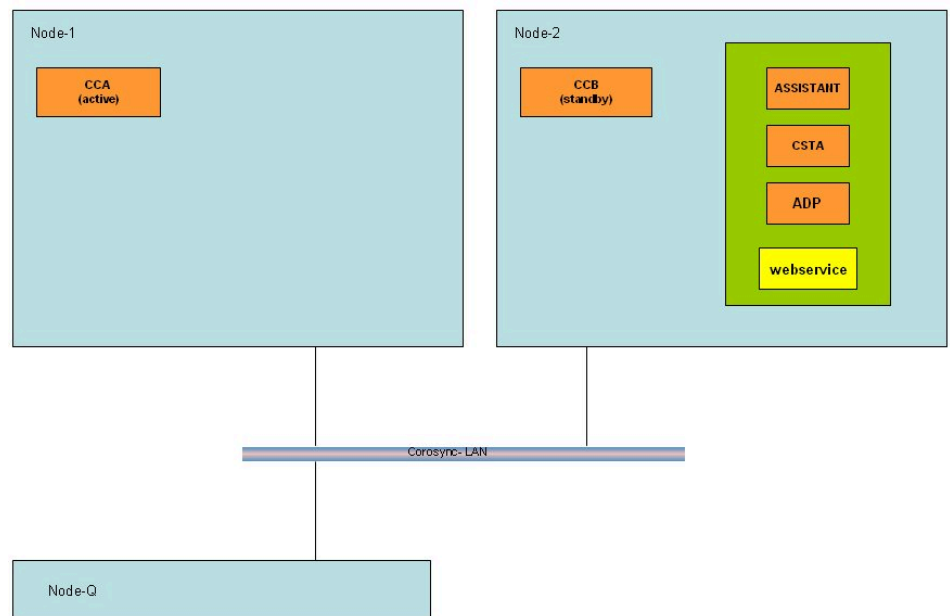 Node-1
CCA
(active)
Node-2
CCB
(standby)
ASSISTANT
CSTA
ADP
webservice
Corosync- LAN
Node-Q